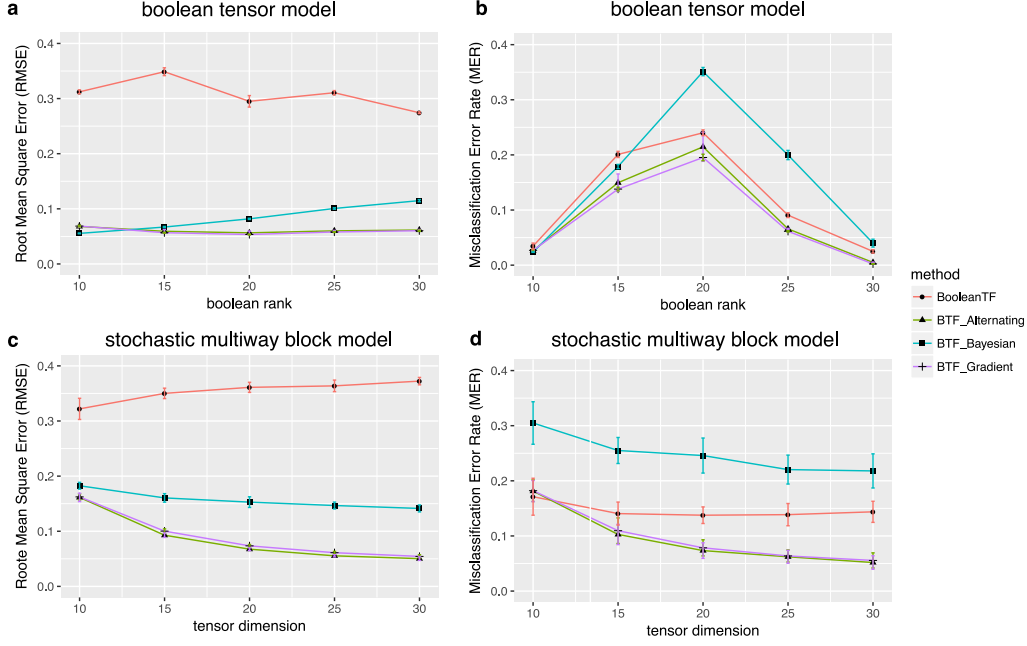 a
boolean tensor model
Root Mean Square Error (RMSE)
0.4
0.3
0.2
0.1
0.0
10 15 20 25 30
boolean rank
b
boolean tensor model
Misclassification Error Rate (MER)
0.4
0.3
0.2
0.1
0.0
10 15 20 25 30
boolean rank
c
stochastic multiway block model
Roote Mean Square Error (RMSE)
0.4
0.3
0.2
0.1
0.0
10 15 20 25 30
tensor dimension
d
stochastic multiway block model
Misclassification Error Rate (MER)
0.4
0.3
0.2
0.1
0.0
10 15 20 25 30
tensor dimension
method
BooleanTF
BTF_Alternating
BTF_Bayesian
BTF_Gradient